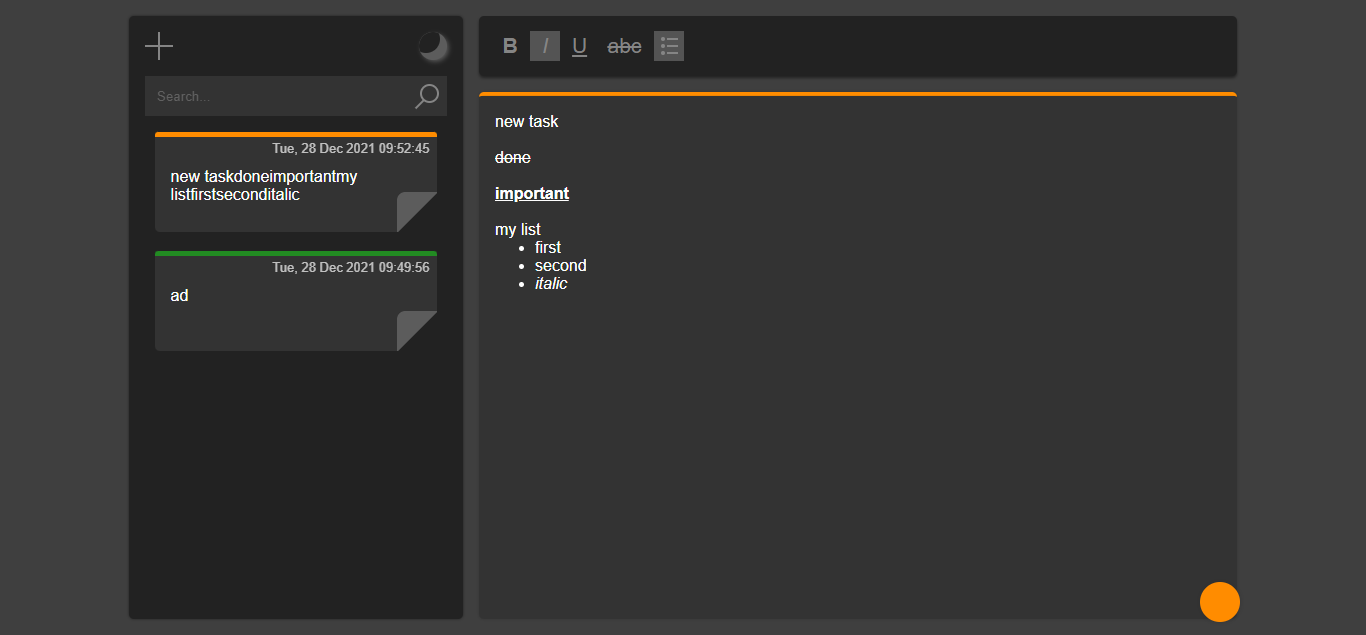 Search...
Tue, 28 Dec 2021 09:52:45
new taskdoneimportantmy
listfirstseconditalic
Tue, 28 Dec 2021 09:49:56
ad
B I U abc
new task
done
important
my list
first
second
italic